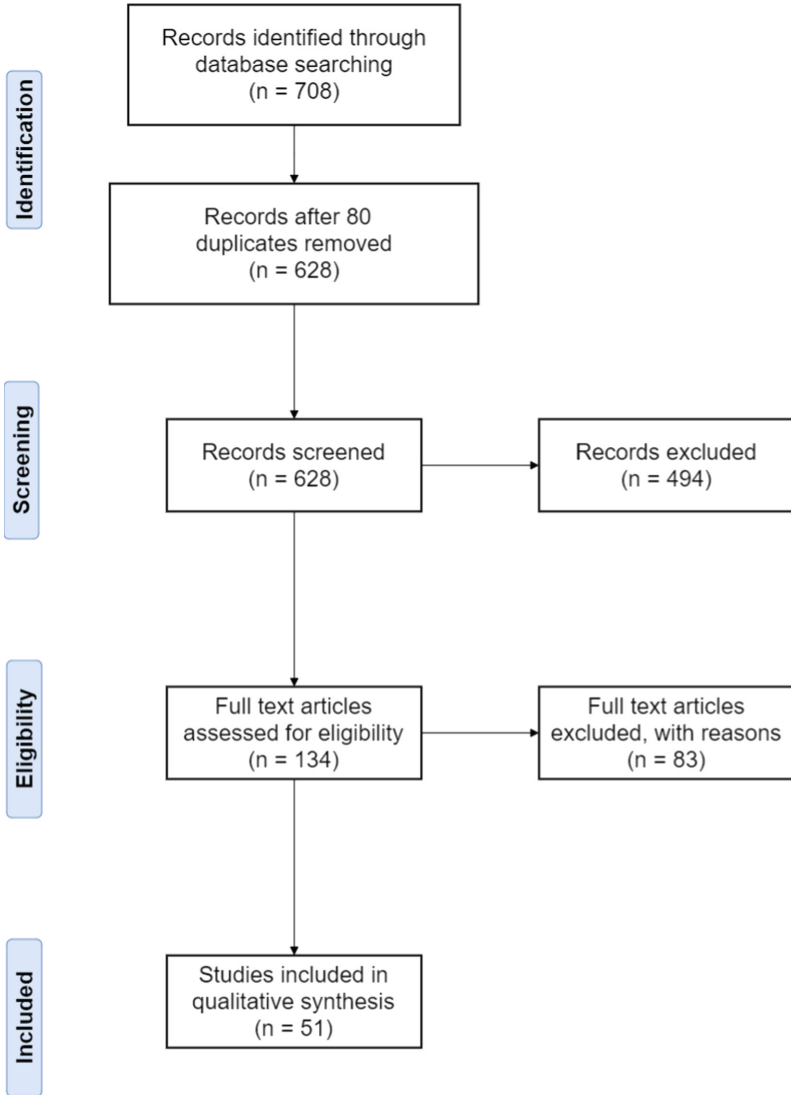 Identification
Records identified through
database searching
(n = 708)
Records after 80
duplicates removed
(n = 628)
Screening
Records screened
(n = 628)
Records excluded
(n = 494)
Eligibility
Full text articles
assessed for eligibility
(n = 134)
Full text articles
excluded, with reasons
(n = 83)
Included
Studies included in
qualitative synthesis
(n = 51)